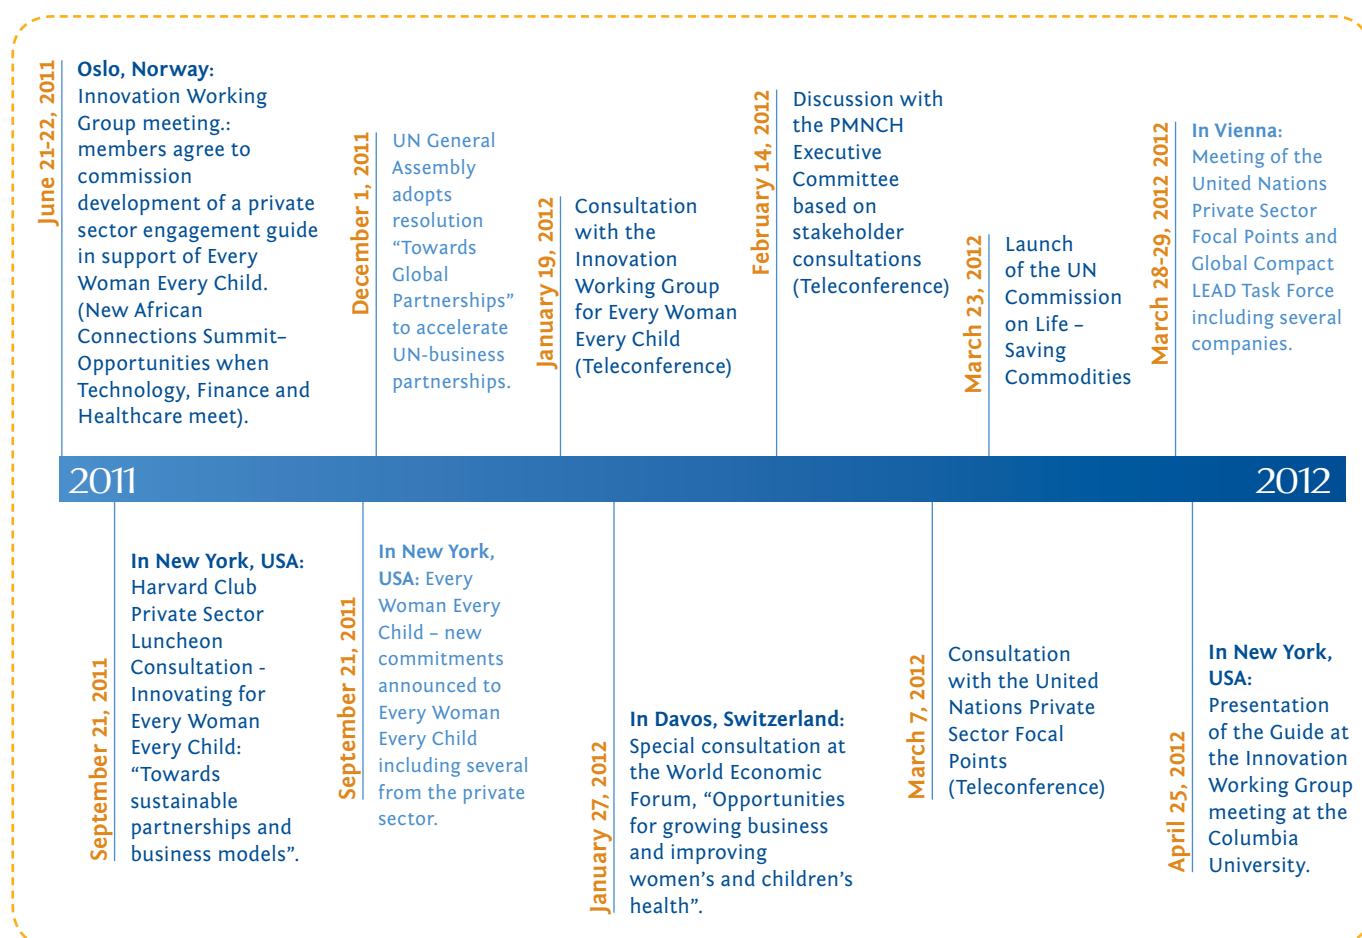 June 21-22, 2011
Oslo, Norway:
Innovation Working
Group meeting.:
members agree to
commission
development of a private
sector engagement guide
in support of Every
Woman Every Child.
(New African
Connections Summit–
Opportunities when
Technology, Finance and
Healthcare meet).
December 1, 2011
UN General
Assembly
adopts
resolution
“Towards
Global
Partnerships”
to accelerate
UN-business
partnerships.
January 19, 2012
Consultation
with the
Innovation
Working Group
for Every Woman
Every Child
(Teleconference)
February 14, 2012
Discussion with
the PMNCH
Executive
Committee
based on
stakeholder
consultations
(Teleconference)
March 23, 2012
Launch
of the UN
Commission
on Life –
Saving
Commodities
March 28-29, 2012 2012
In Vienna:
Meeting of the
United Nations
Private Sector
Focal Points and
Global Compact
LEAD Task Force
including several
companies.
2011
2012
September 21, 2011
In New York, USA:
Harvard Club
Private Sector
Luncheon
Consultation -
Innovating for
Every Woman
Every Child:
“Towards
sustainable
partnerships and
business models”.
September 21, 2011
In New York,
USA: Every
Woman Every
Child – new
commitments
announced to
Every Woman
Every Child
including several
from the private
sector.
January 27, 2012
In Davos, Switzerland:
Special consultation at
the World Economic
Forum, “Opportunities
for growing business
and improving
women’s and children’s
health”.
March 7, 2012
Consultation
with the United
Nations Private
Sector Focal
Points
(Teleconference)
April 25, 2012
In New York,
USA:
Presentation
of the Guide at
the Innovation
Working Group
meeting at the
Columbia
University.